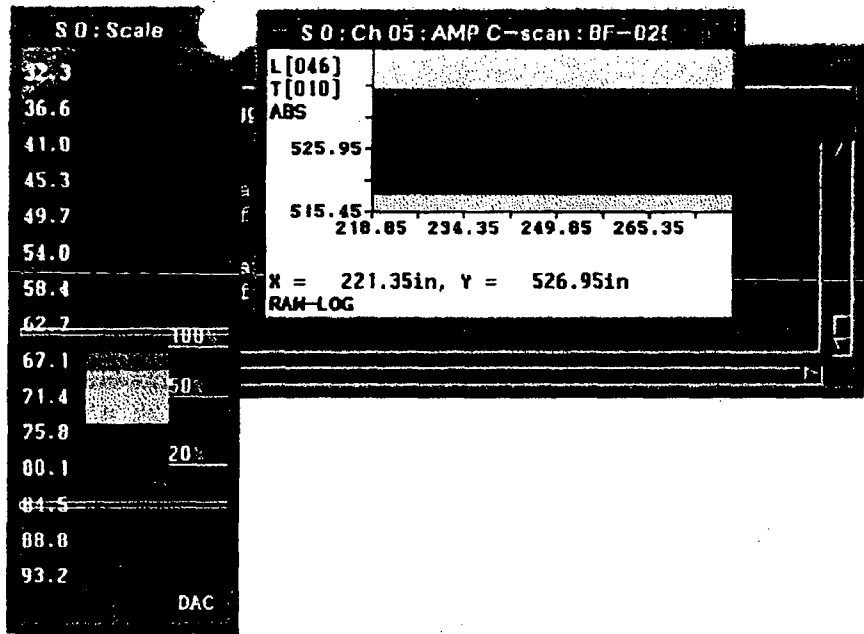 S 0 : Scale
32.3
36.6
41.0
45.3
49.7
54.0
58.4
62.7
100%
67.1
50%
71.4
75.8
20%
80.1
84.5
88.8
93.2
DAC
S 0 : Ch 05 : AMP C-scan : BF-02
L[046]
T[010]
ABS
525.95
515.45
218.85 234.35 249.85 265.35
X = 221.35in, Y = 526.95in
RAW-LOG